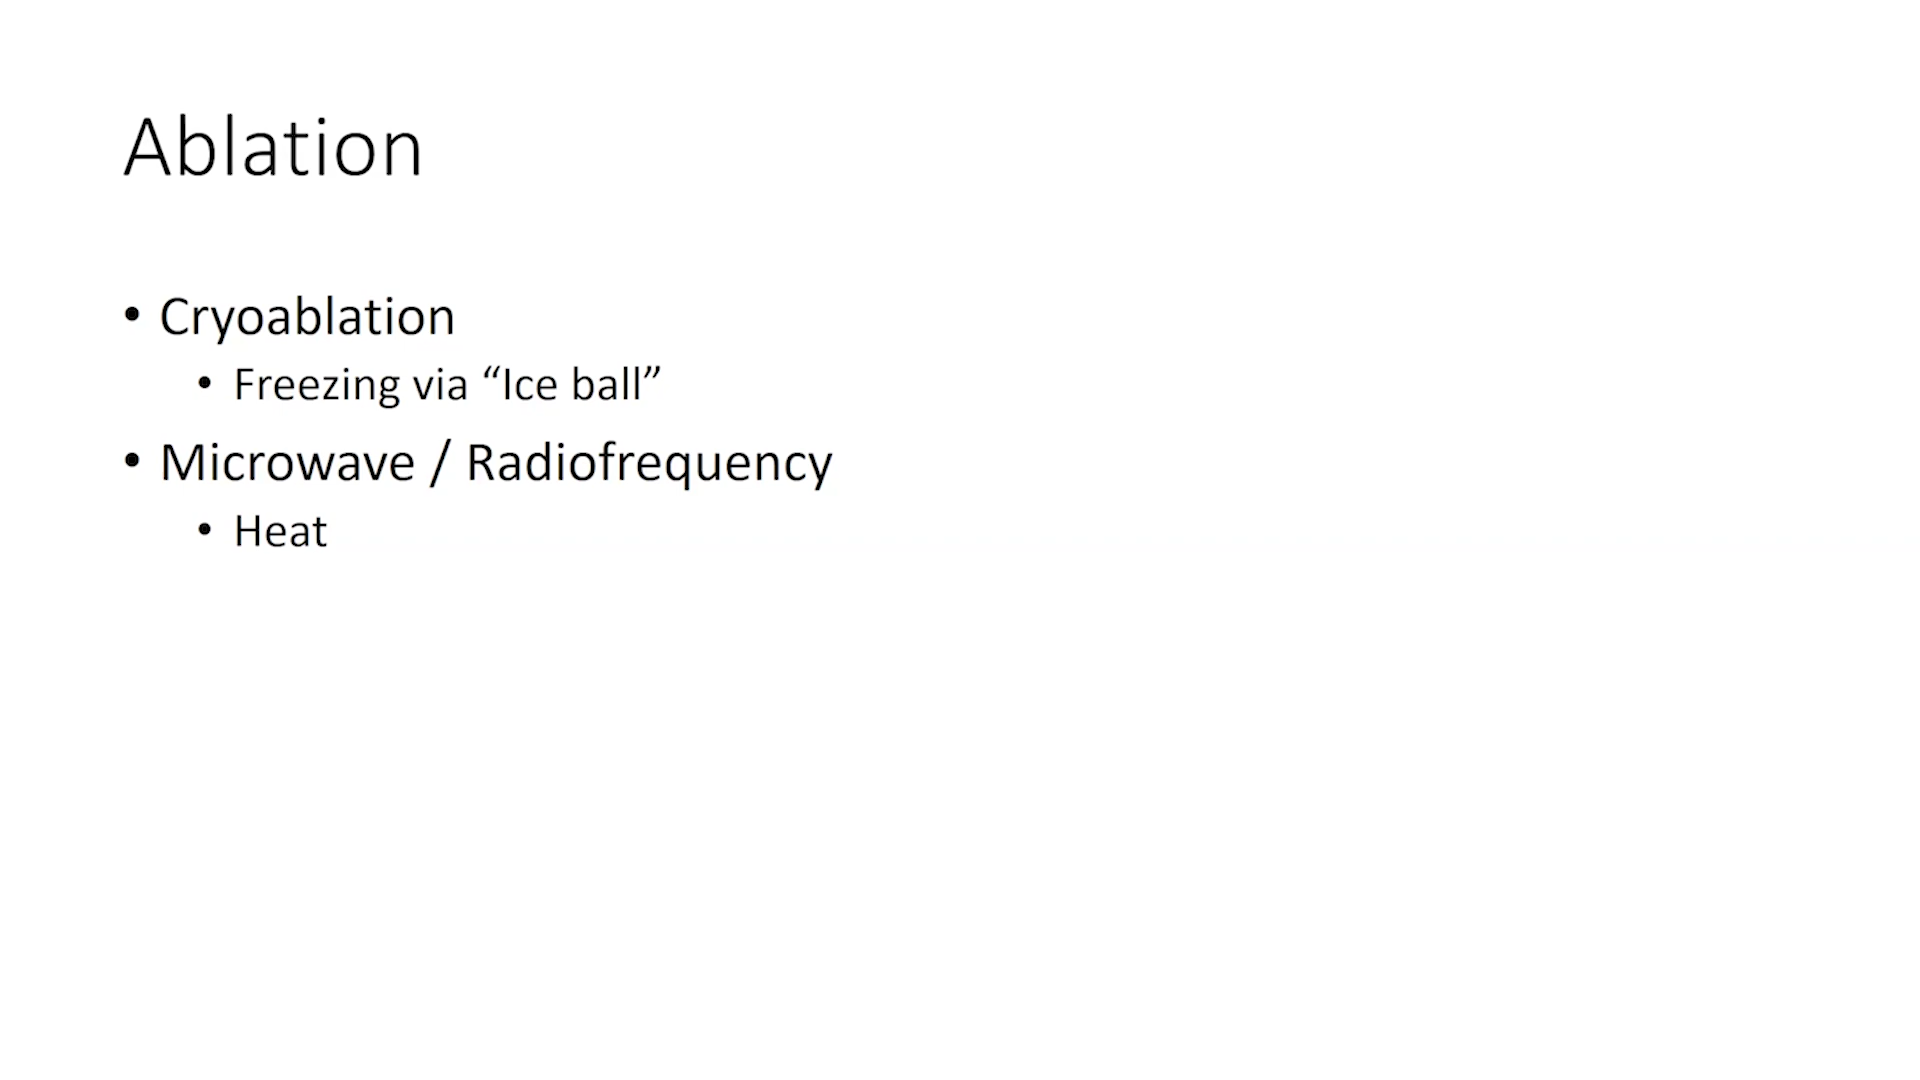 Ablation
• Cryoablation
• Freezing via “Ice ball”
• Microwave / Radiofrequency
• Heat